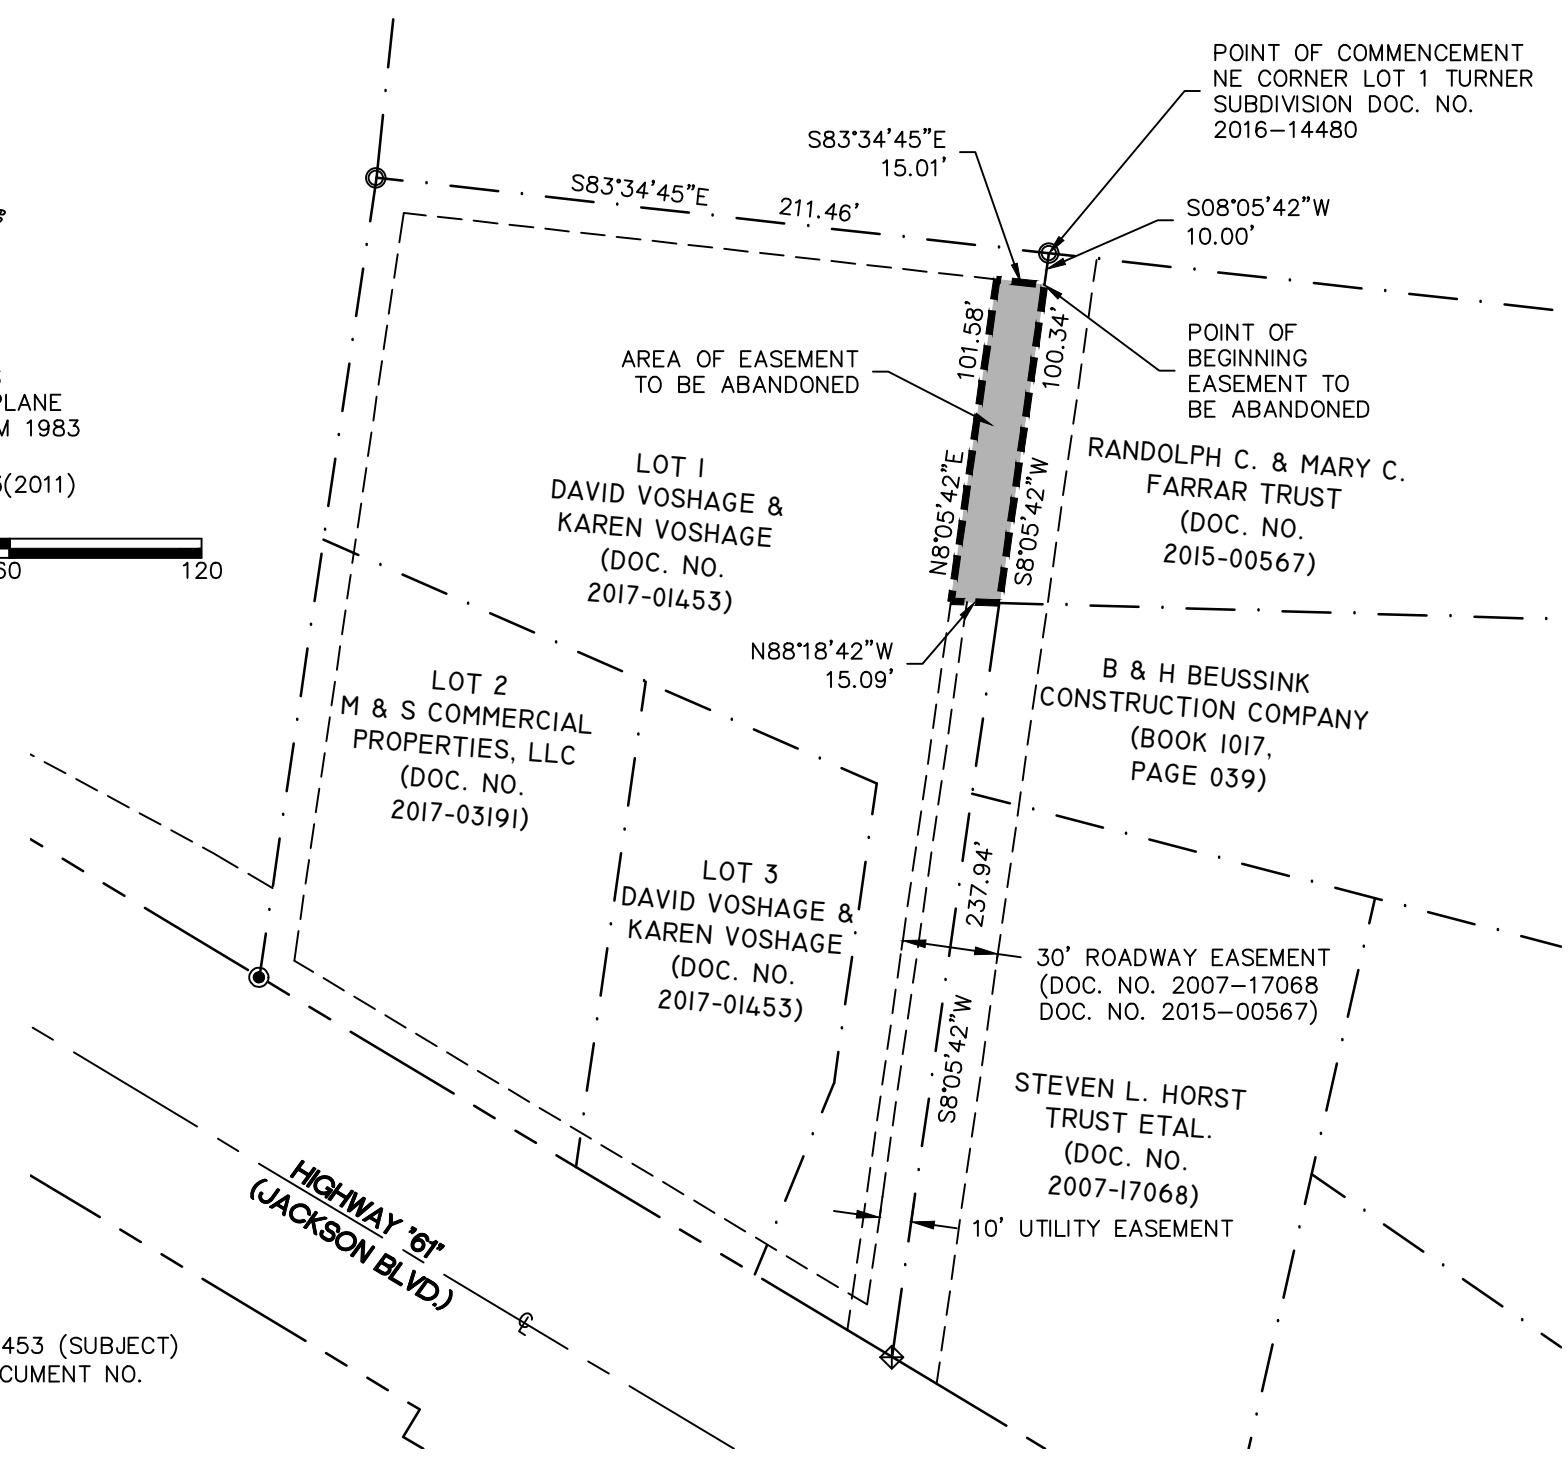 POINT OF COMMENCEMENT
NE CORNER LOT 1 TURNER
SUBDIVISION DOC. NO.
2016-14480
S83°34'45"E
15.01'
S83°34'45"E
211.46'
S08°05'42"W
10.00'
101.58'
100.34'
POINT OF
BEGINNING
EASEMENT TO
BE ABANDONED
AREA OF EASEMENT
TO BE ABANDONED
PLANE
M 1983
(2011)
60
120
LOT 1
DAVID VOSHAGE &
KAREN VOSHAGE
(DOC. NO.
2017-01453)
N8°05'42"E
S8°05'42"W
RANDOLPH C. & MARY C.
FARRAR TRUST
(DOC. NO.
2015-00567)
N88°18'42"W
15.09'
LOT 2
M & S COMMERCIAL
PROPERTIES, LLC
(DOC. NO.
2017-03191)
B & H BEUSSINK
CONSTRUCTION COMPANY
(BOOK 1017,
PAGE 039)
LOT 3
DAVID VOSHAGE &
KAREN VOSHAGE
(DOC. NO.
2017-01453)
237.94'
S8°05'42"W
30' ROADWAY EASEMENT
(DOC. NO. 2007-17068
DOC. NO. 2015-00567)
STEVEN L. HORST
TRUST ETAL.
(DOC. NO.
2007-17068)
10' UTILITY EASEMENT
HIGHWAY "61"
(JACKSON BLVD.)
℄
453 (SUBJECT)
CUMENT NO.